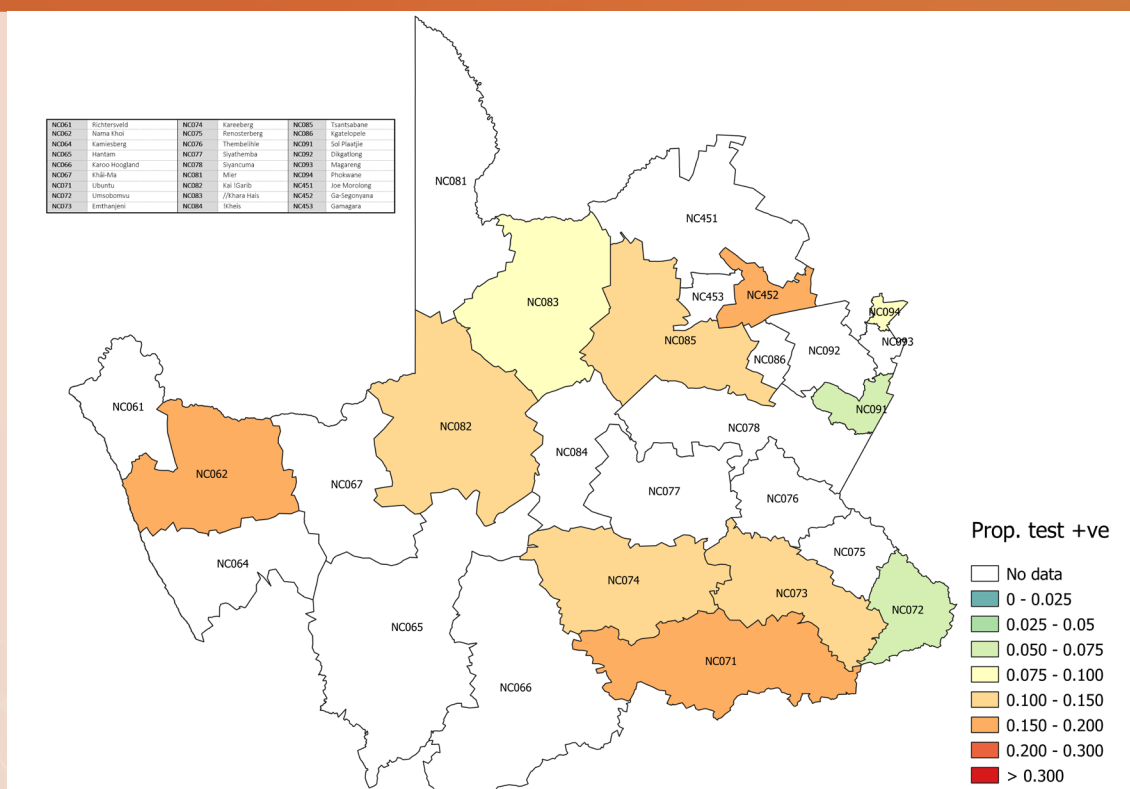 NC061 Richtersveld NC074 Kareeberg NC085 Tsantsabane
NC062 Nama Khoi NC075 Renosterberg NC086 Kgatelopele
NC064 Kamiesberg NC076 Thembelihle NC091 Sol Plaatjie
NC065 Hantam NC077 Siyathemba NC092 Dikgatlong
NC066 Karoo Hoogland NC078 Siyancuma NC093 Magareng
NC067 Khâi-Ma NC081 Mier NC094 Phokwane
NC071 Ubuntu NC082 Kai !Garib NC451 Joe Morolong
NC072 Umsobomvu NC083 //Khara Hais NC452 Ga-Segonyana
NC073 Emthanjeni NC084 !Kheis NC453 Gamagara
NC081
NC451
NC083
NC453
NC452
NC094
NC085
NC093
NC092
NC086
NC061
NC091
NC082
NC078
NC084
NC062
NC067
NC077
NC076
NC064
NC075
NC074
NC073
NC072
NC065
NC071
NC066
Prop. test +ve
No data
0 - 0.025
0.025 - 0.05
0.050 - 0.075
0.075 - 0.100
0.100 - 0.150
0.150 - 0.200
0.200 - 0.300
> 0.300